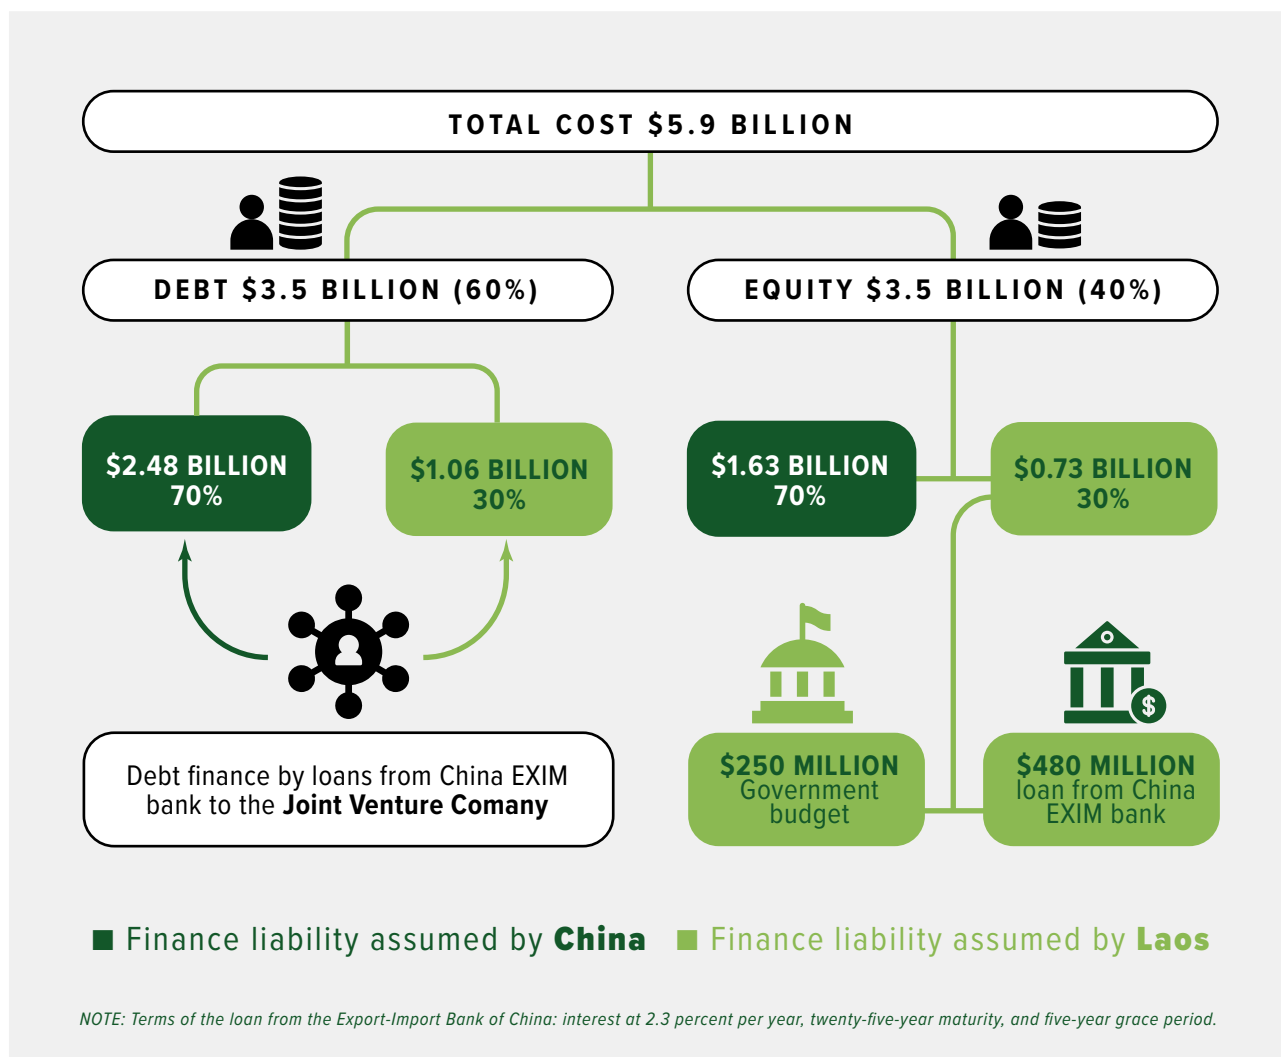 TOTAL COST $5.9 BILLION
DEBT $3.5 BILLION (60%)
EQUITY $3.5 BILLION (40%)
$2.48 BILLION
70%
$1.06 BILLION
30%
$1.63 BILLION
70%
$0.73 BILLION
30%
$
Debt finance by loans from China EXIM
bank to the Joint Venture Comany
$250 MILLION
Government
budget
$480 MILLION
loan from China
EXIM bank
Finance liability assumed by China
Finance liability assumed by Laos
NOTE: Terms of the loan from the Export-Import Bank of China: interest at 2.3 percent per year, twenty-five-year maturity, and five-year grace period.